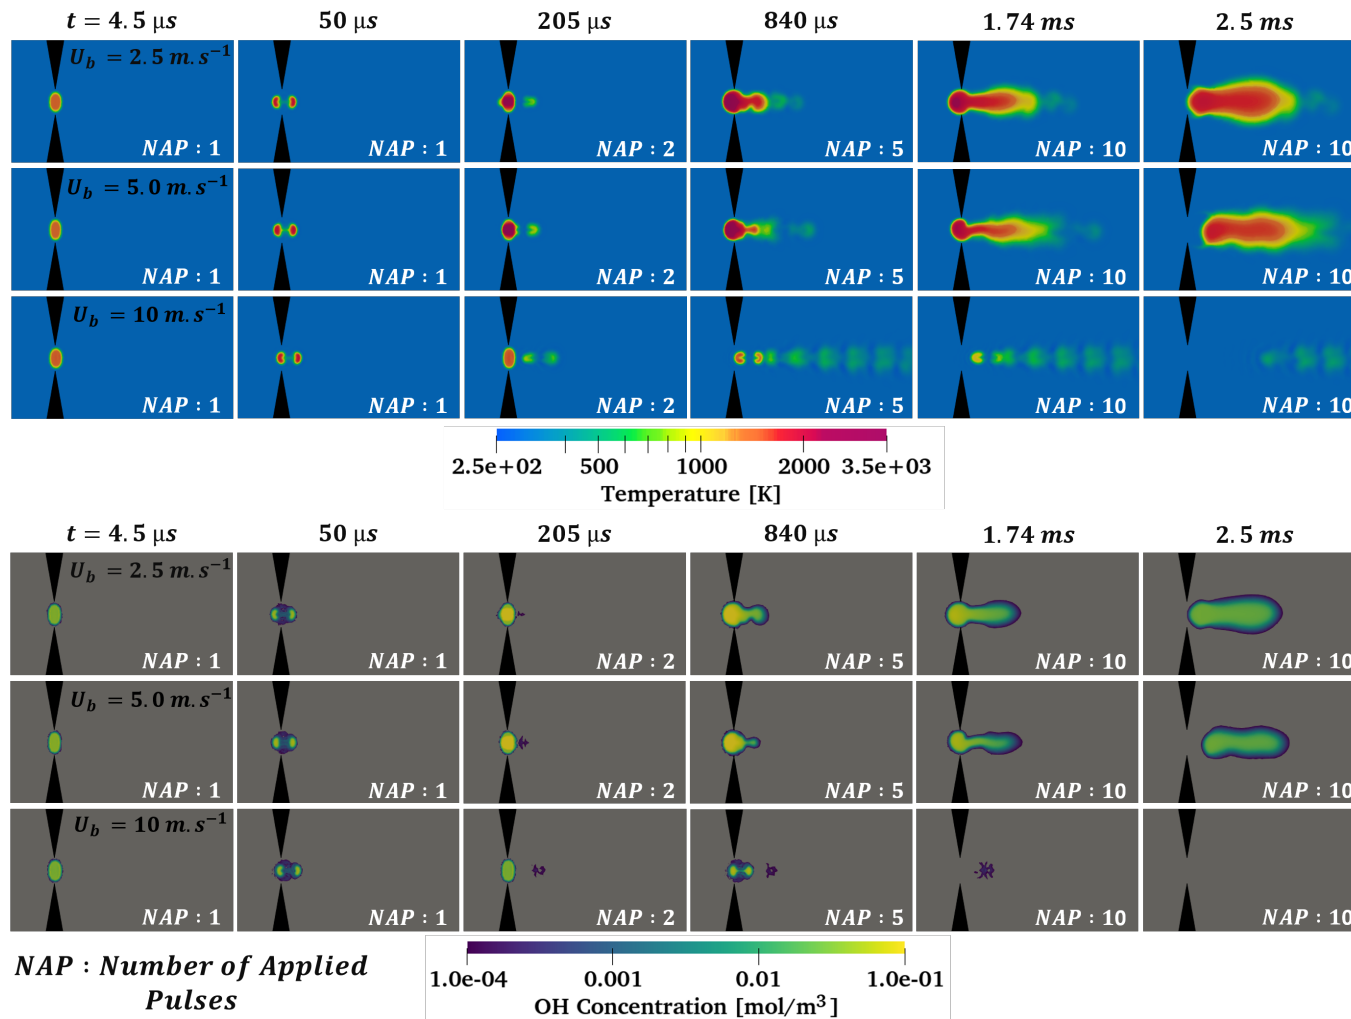 t = 4.5 μs 50 μs 205 μs 840 μs 1.74 ms 2.5 ms
U_b = 2.5 m.s⁻¹
NAP : 1 NAP : 1 NAP : 2 NAP : 5 NAP : 10 NAP : 10
U_b = 5.0 m.s⁻¹
NAP : 1 NAP : 1 NAP : 2 NAP : 5 NAP : 10 NAP : 10
U_b = 10 m.s⁻¹
NAP : 1 NAP : 1 NAP : 2 NAP : 5 NAP : 10 NAP : 10
2.5e+02 500 1000 2000 3.5e+03
Temperature [K]
t = 4.5 μs 50 μs 205 μs 840 μs 1.74 ms 2.5 ms
U_b = 2.5 m.s⁻¹
NAP : 1 NAP : 1 NAP : 2 NAP : 5 NAP : 10 NAP : 10
U_b = 5.0 m.s⁻¹
NAP : 1 NAP : 1 NAP : 2 NAP : 5 NAP : 10 NAP : 10
U_b = 10 m.s⁻¹
NAP : 1 NAP : 1 NAP : 2 NAP : 5 NAP : 10 NAP : 10
1.0e-04 0.001 0.01 1.0e-01
OH Concentration [mol/m³]
NAP : Number of Applied
Pulses